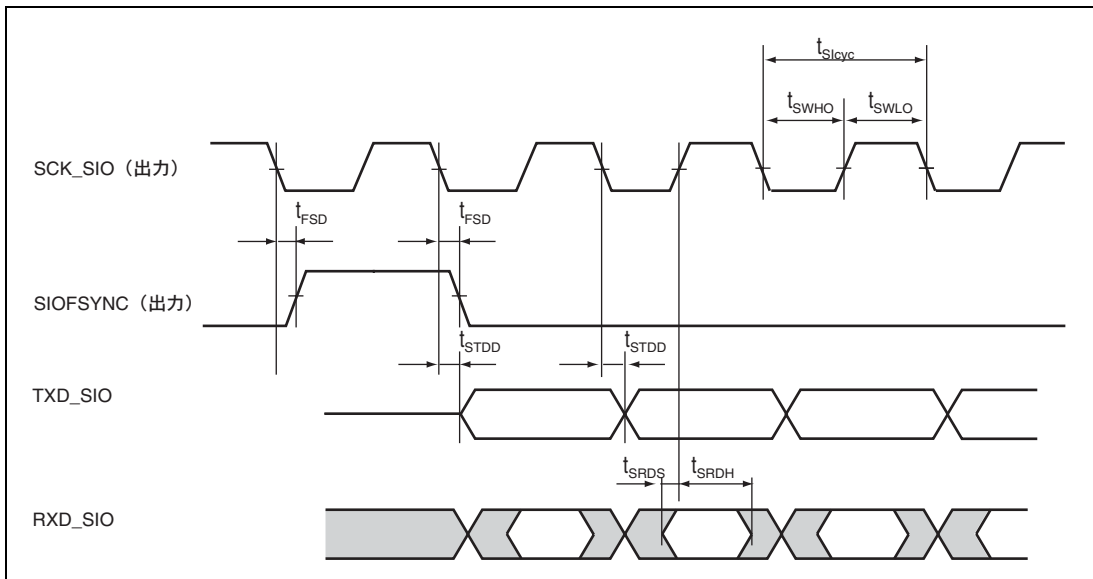 tSIcyc
tSWHO tSWLO
SCK_SIO（出力）
tFSD tFSD
SIOFSYNC（出力）
tSTDD tSTDD
TXD_SIO
tSRDS tSRDH
RXD_SIO